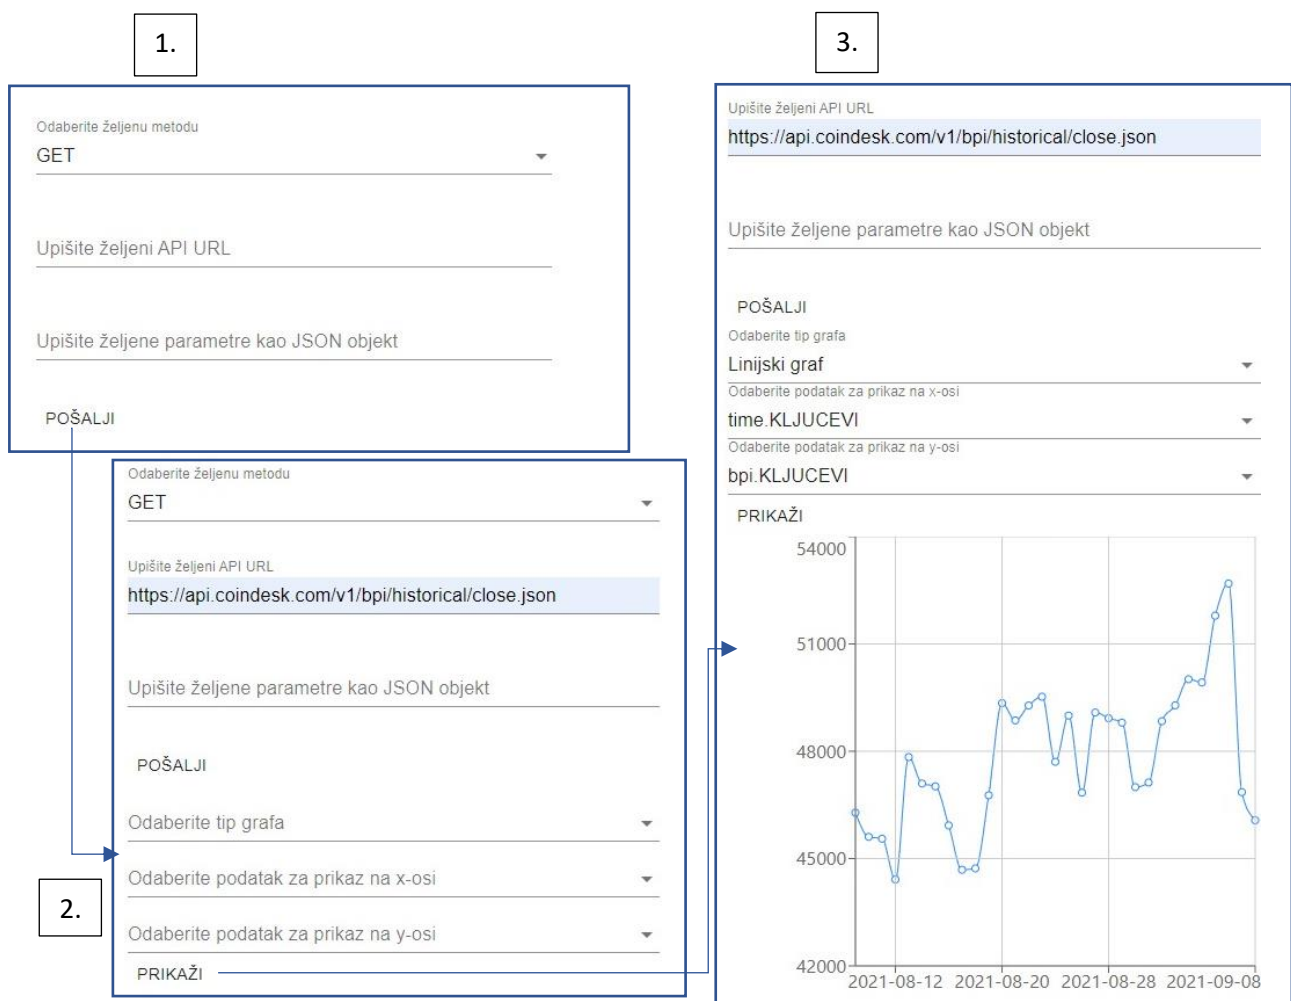 1.
Odaberite željenu metodu
GET
Upišite željeni API URL
Upišite željene parametre kao JSON objekt
POŠALJI
2.
Odaberite željenu metodu
GET
Upišite željeni API URL
https://api.coindesk.com/v1/bpi/historical/close.json
Upišite željene parametre kao JSON objekt
POŠALJI
Odaberite tip grafa
Odaberite podatak za prikaz na x-osi
Odaberite podatak za prikaz na y-osi
PRIKAŽI
3.
Upišite željeni API URL
https://api.coindesk.com/v1/bpi/historical/close.json
Upišite željene parametre kao JSON objekt
POŠALJI
Odaberite tip grafa
Linijski graf
Odaberite podatak za prikaz na x-osi
time.KLJUCEVI
Odaberite podatak za prikaz na y-osi
bpi.KLJUCEVI
PRIKAŽI
54000
51000
48000
45000
42000
2021-08-12 2021-08-20 2021-08-28 2021-09-08